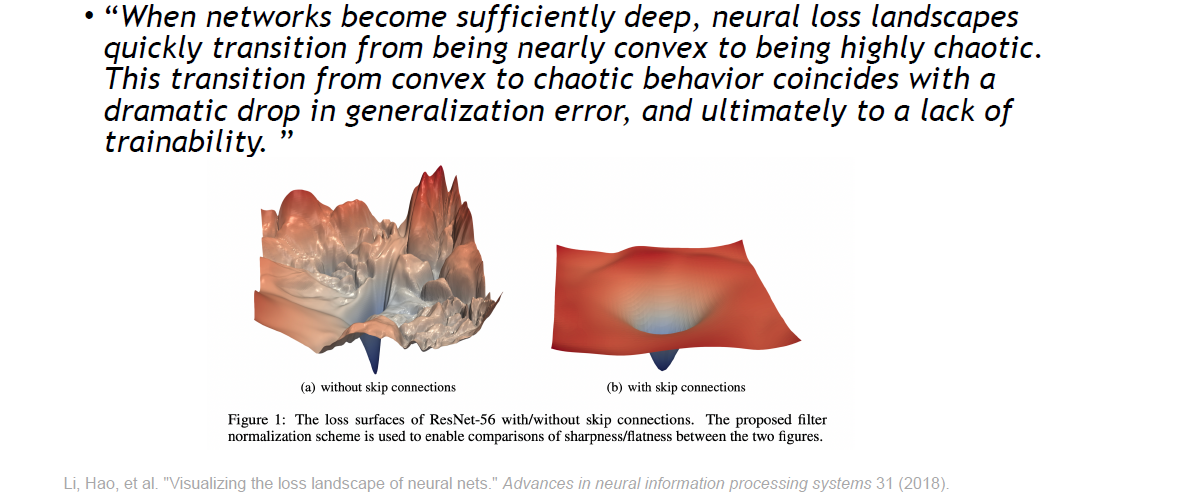 • “When networks become sufficiently deep, neural loss landscapes
quickly transition from being nearly convex to being highly chaotic.
This transition from convex to chaotic behavior coincides with a
dramatic drop in generalization error, and ultimately to a lack of
trainability. ”
(a) without skip connections
(b) with skip connections
Figure 1: The loss surfaces of ResNet-56 with/without skip connections. The proposed filter
normalization scheme is used to enable comparisons of sharpness/flatness between the two figures.
Li, Hao, et al. "Visualizing the loss landscape of neural nets." Advances in neural information processing systems 31 (2018).